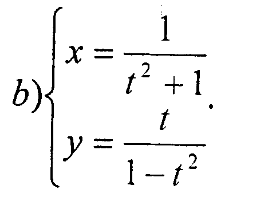 b) { x = 1 / (t² + 1)
y = t / (1 − t²) .